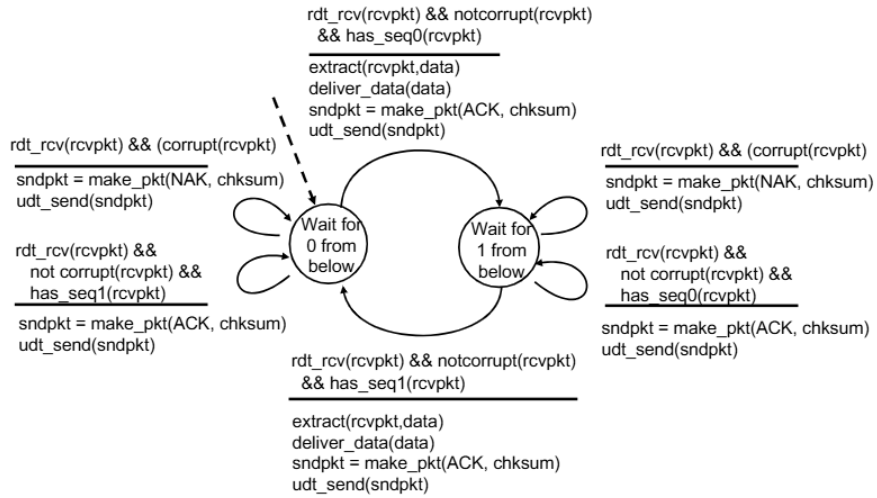 rdt_rcv(rcvpkt) && notcorrupt(rcvpkt)
&& has_seq0(rcvpkt)
extract(rcvpkt,data)
deliver_data(data)
sndpkt = make_pkt(ACK, chksum)
udt_send(sndpkt)
rdt_rcv(rcvpkt) && (corrupt(rcvpkt)
sndpkt = make_pkt(NAK, chksum)
udt_send(sndpkt)
rdt_rcv(rcvpkt) &&
not corrupt(rcvpkt) &&
has_seq1(rcvpkt)
sndpkt = make_pkt(ACK, chksum)
udt_send(sndpkt)
Wait for
0 from
below
Wait for
1 from
below
rdt_rcv(rcvpkt) && (corrupt(rcvpkt)
sndpkt = make_pkt(NAK, chksum)
udt_send(sndpkt)
rdt_rcv(rcvpkt) &&
not corrupt(rcvpkt) &&
has_seq0(rcvpkt)
sndpkt = make_pkt(ACK, chksum)
udt_send(sndpkt)
rdt_rcv(rcvpkt) && notcorrupt(rcvpkt)
&& has_seq1(rcvpkt)
extract(rcvpkt,data)
deliver_data(data)
sndpkt = make_pkt(ACK, chksum)
udt_send(sndpkt)